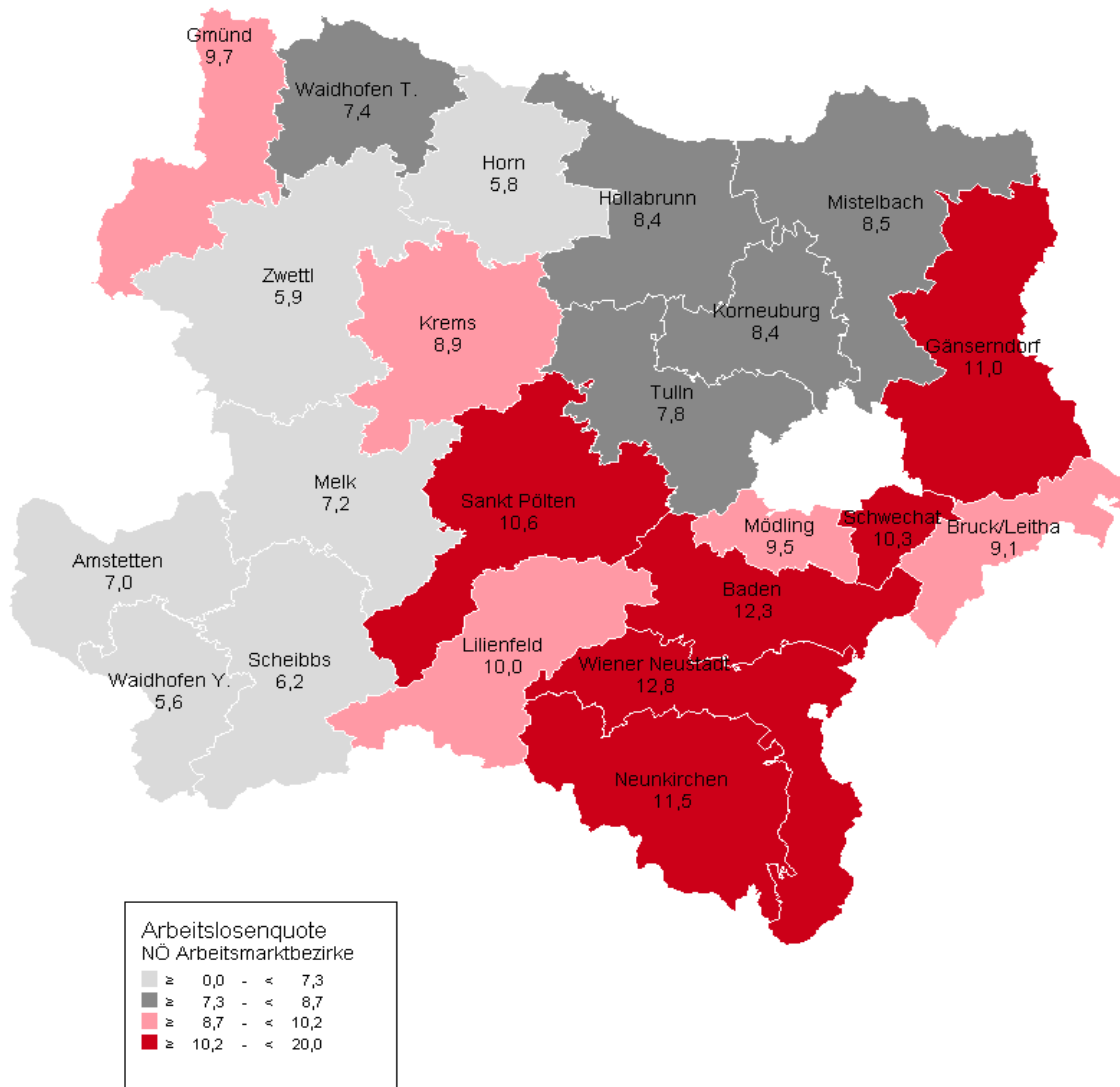 Gmünd
9,7
Waidhofen T.
7,4
Horn
5,8
Hollabrunn
8,4
Mistelbach
8,5
Zwettl
5,9
Krems
8,9
Korneuburg
8,4
Gänserndorf
11,0
Tulln
7,8
Melk
7,2
Sankt Pölten
10,6
Mödling
9,5
Schwechat
10,3
Bruck/Leitha
9,1
Amstetten
7,0
Baden
12,3
Lilienfeld
10,0
Scheibbs
6,2
Wiener Neustadt
12,8
Waidhofen Y.
5,6
Neunkirchen
11,5
Arbeitslosenquote
NÖ Arbeitsmarktbezirke
≥ 0,0 - < 7,3
≥ 7,3 - < 8,7
≥ 8,7 - < 10,2
≥ 10,2 - < 20,0